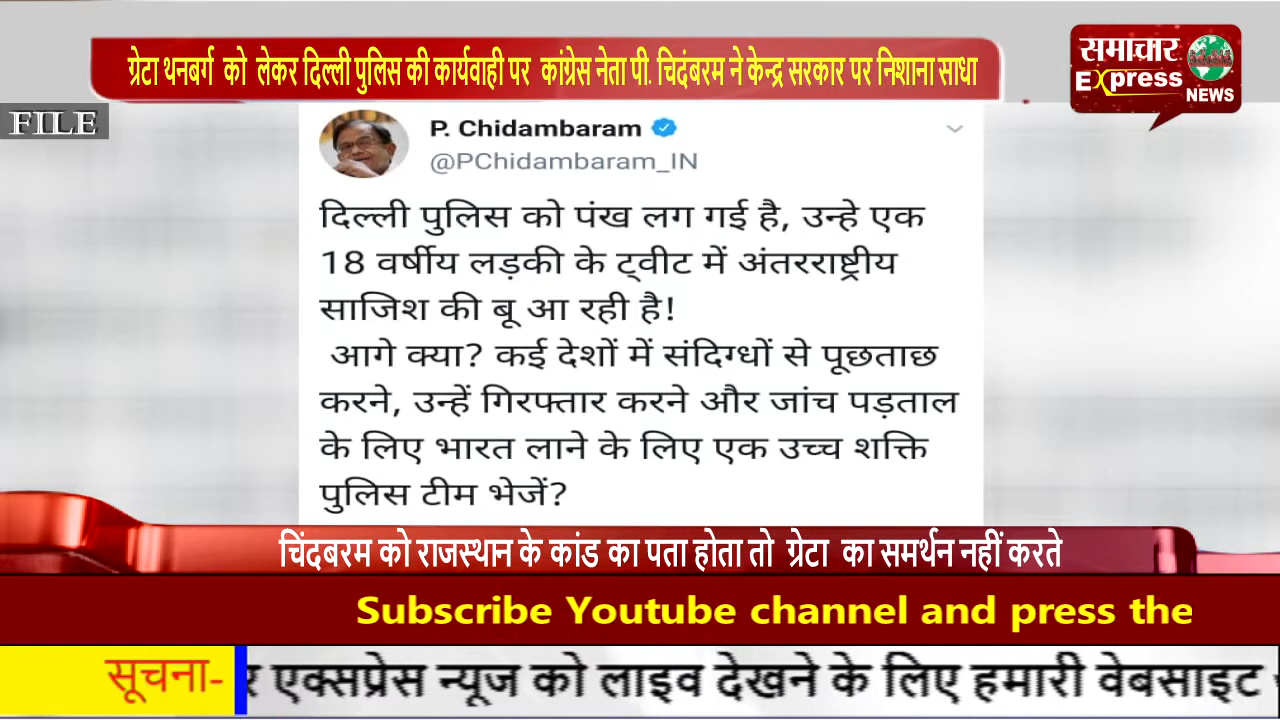 ग्रेटा थनबर्ग को लेकर दिल्ली पुलिस की कार्यवाही पर कांग्रेस नेता पी. चिदंबरम ने केन्द्र सरकार पर निशाना साधा
समाचार
Express
NEWS
FILE
P. Chidambaram
@PChidambaram_IN
दिल्ली पुलिस को पंख लग गई है, उन्हे एक
18 वर्षीय लड़की के ट्वीट में अंतरराष्ट्रीय
साजिश की बू आ रही है!
आगे क्या? कई देशों में संदिग्धों से पूछताछ
करने, उन्हें गिरफ्तार करने और जांच पड़ताल
के लिए भारत लाने के लिए एक उच्च शक्ति
पुलिस टीम भेजें?
चिंदबरम को राजस्थान के कांड का पता होता तो ग्रेटा का समर्थन नहीं करते
Subscribe Youtube channel and press the
सूचना- र एक्सप्रेस न्यूज को लाइव देखने के लिए हमारी वेबसाइट